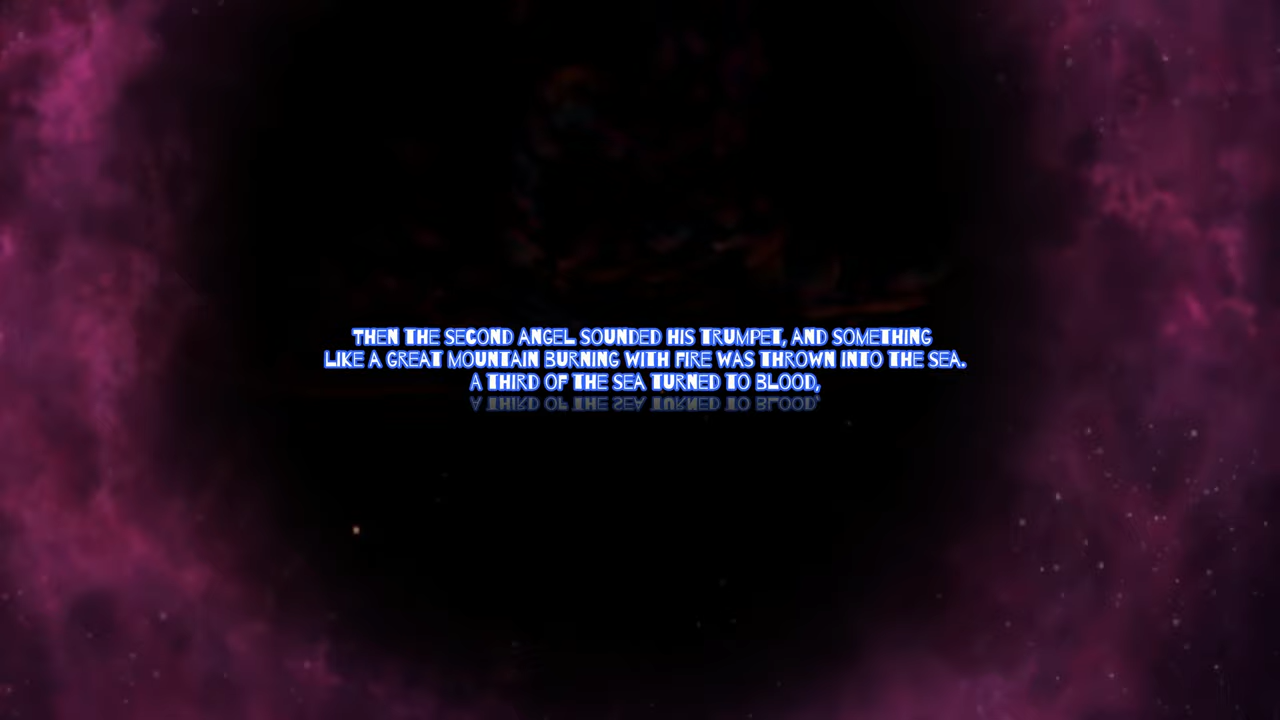 THEN THE SECOND ANGEL SOUNDED HIS TRUMPET, AND SOMETHING
LIKE A GREAT MOUNTAIN BURNING WITH FIRE WAS THROWN INTO THE SEA.
A THIRD OF THE SEA TURNED TO BLOOD,